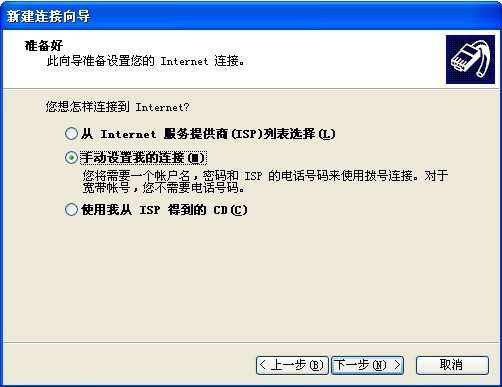 新建连接向导
准备好
此向导准备设置您的 Internet 连接。
您想怎样连接到 Internet?
从 Internet 服务提供商(ISP)列表选择(L)
手动设置我的连接(M)
您将需要一个帐户名，密码和 ISP 的电话号码来使用拨号连接。对于
宽带帐号，您不需要电话号码。
使用我从 ISP 得到的 CD(C)
< 上一步(B) 下一步(N) > 取消